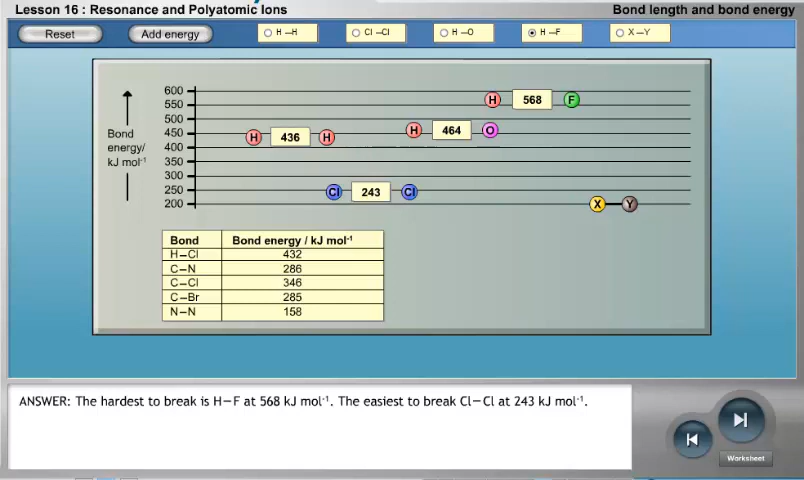 Lesson 16 : Resonance and Polyatomic Ions
Bond length and bond energy
Reset
Add energy
H –H
Cl –Cl
H –O
H –F
X –Y
Bond energy/ kJ mol⁻¹
600
550
500
450
400
350
300
250
200
H 568 F
H 436 H
H 464 O
Cl 243 Cl
X Y
Bond Bond energy / kJ mol⁻¹
H–Cl 432
C–N 286
C–Cl 346
C–Br 285
N–N 158
ANSWER: The hardest to break is H–F at 568 kJ mol⁻¹. The easiest to break Cl–Cl at 243 kJ mol⁻¹.
Worksheet